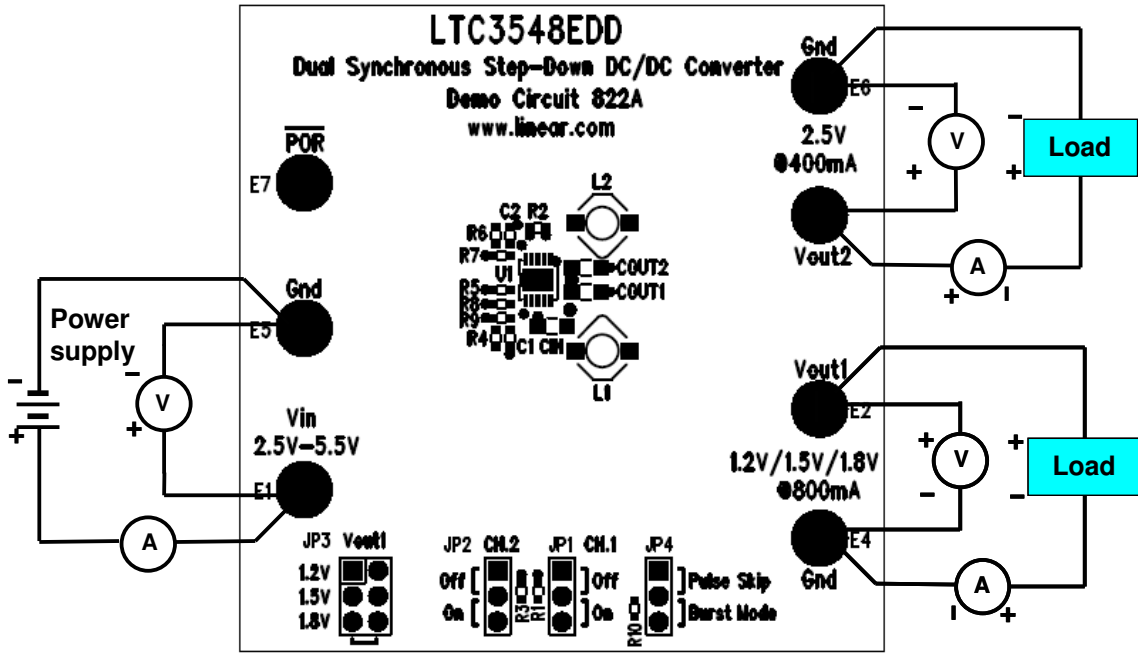 LTC3548EDD
Dual Synchronous Step-Down DC/DC Converter
Demo Circuit 822A
www.linear.com
POR
E7
Gnd
E5
Power
supply
-
V
+
-
+
Vin
2.5V-5.5V
E1
A
Gnd
E6
-
V
+
-
+
Load
2.5V
@400mA
Vout2
A
+
-
L2
C2 R2
R6
R7
U1
COUT2
R5
COUT1
R8
R9
R4
C1 CIN
L1
Vout1
E2
+
V
-
+
-
Load
1.2V/1.5V/1.8V
@800mA
E4
Gnd
A
-
+
JP3 Vout1
1.2V
1.5V
1.8V
JP2 CH.2
Off
On
R3
R1
JP1 CH.1
Off
On
JP4
Pulse Skip
Burst Mode
R10